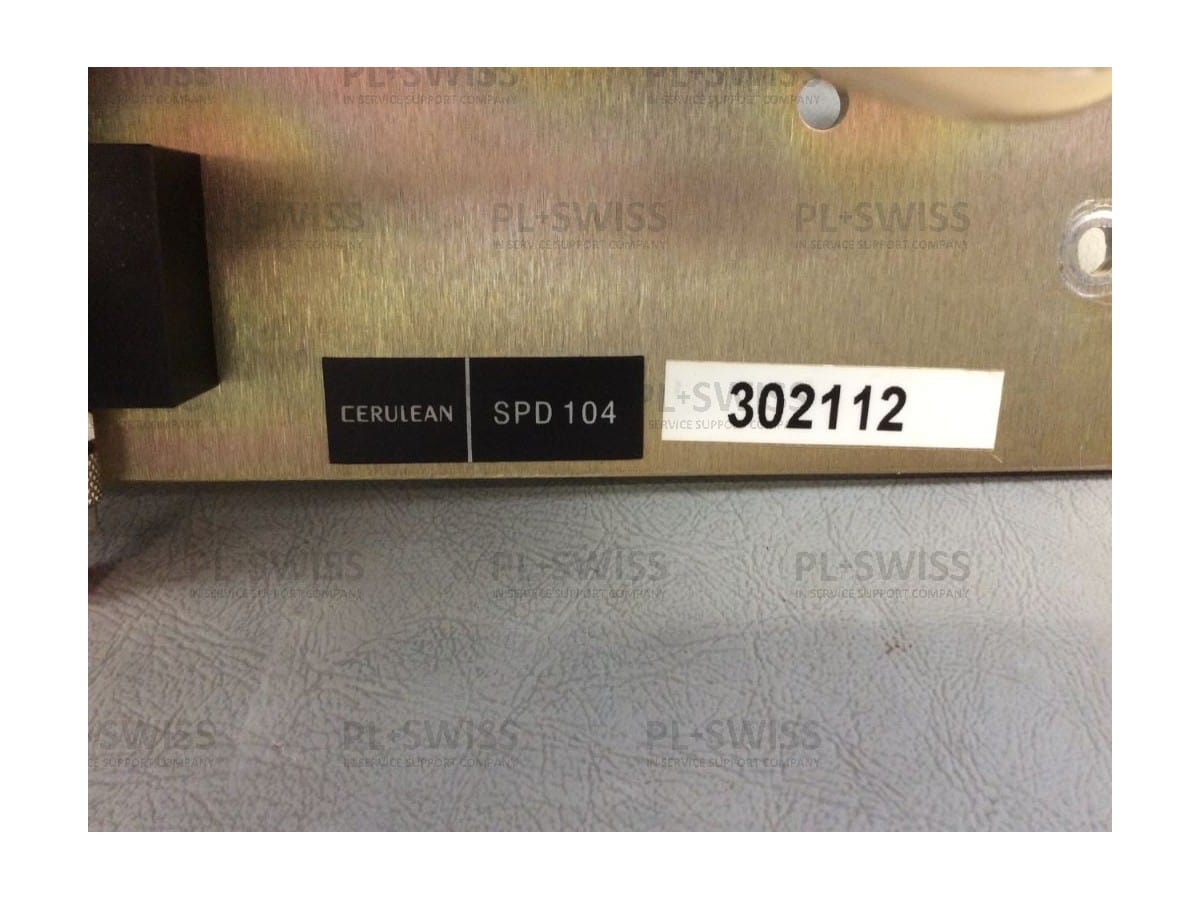 PL+SWISS
IN SERVICE SUPPORT COMPANY
CERULEAN
SPD 104
302112